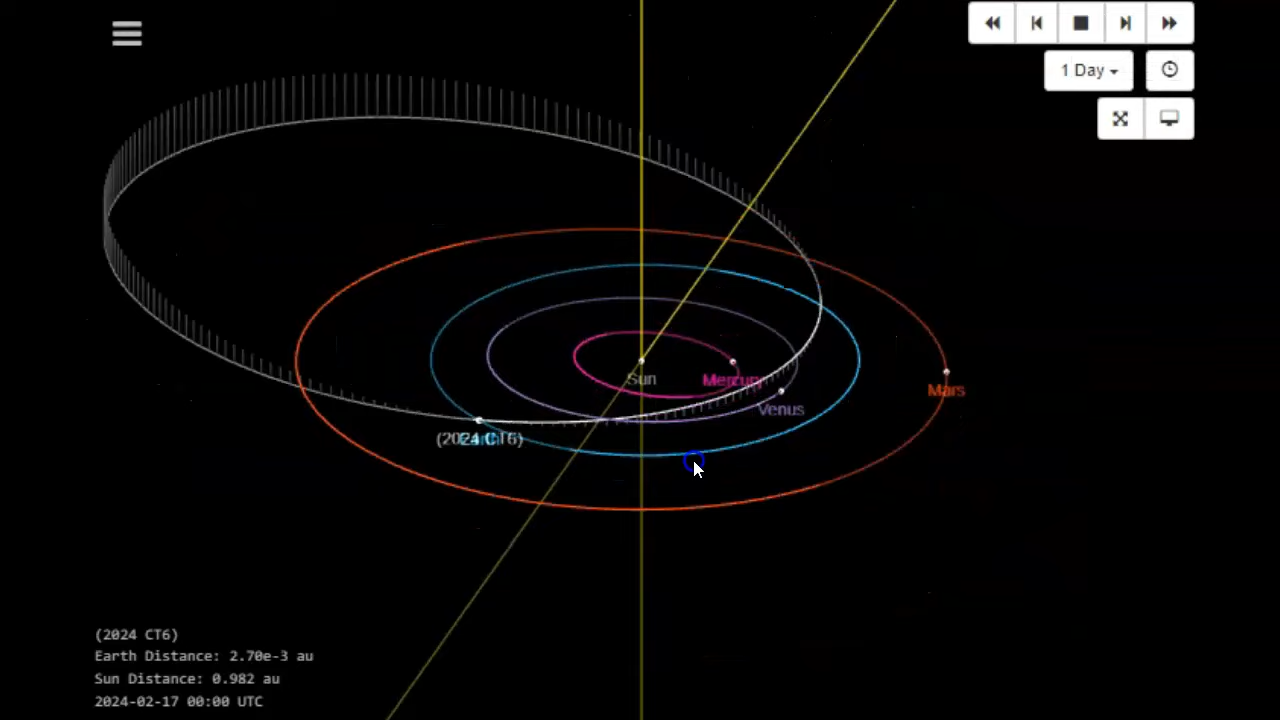 1 Day
Sun
Mercury
Mars
Venus
(2024 CT6)
(2024 CT6)
Earth Distance: 2.70e-3 au
Sun Distance: 0.982 au
2024-02-17 00:00 UTC